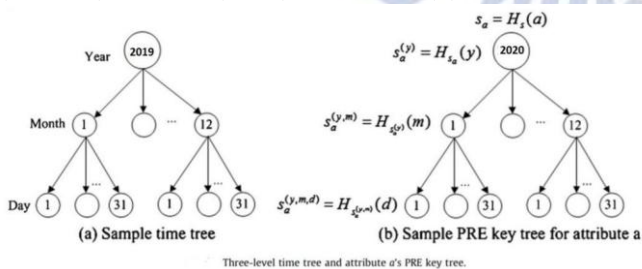 s_a = H_s(a)
Year 2019 s_a^{(y)} = H_{s_a}(y) 2020
Month 1 ... 12 s_a^{(y,m)} = H_{s_a^{(y)}}(m) 1 ... 12
... ... ... ...
Day 1 31 1 31 s_a^{(y,m,d)} = H_{s_a^{(y,m)}}(d) 1 31 1 31
(a) Sample time tree (b) Sample PRE key tree for attribute a
Three-level time tree and attribute a's PRE key tree.